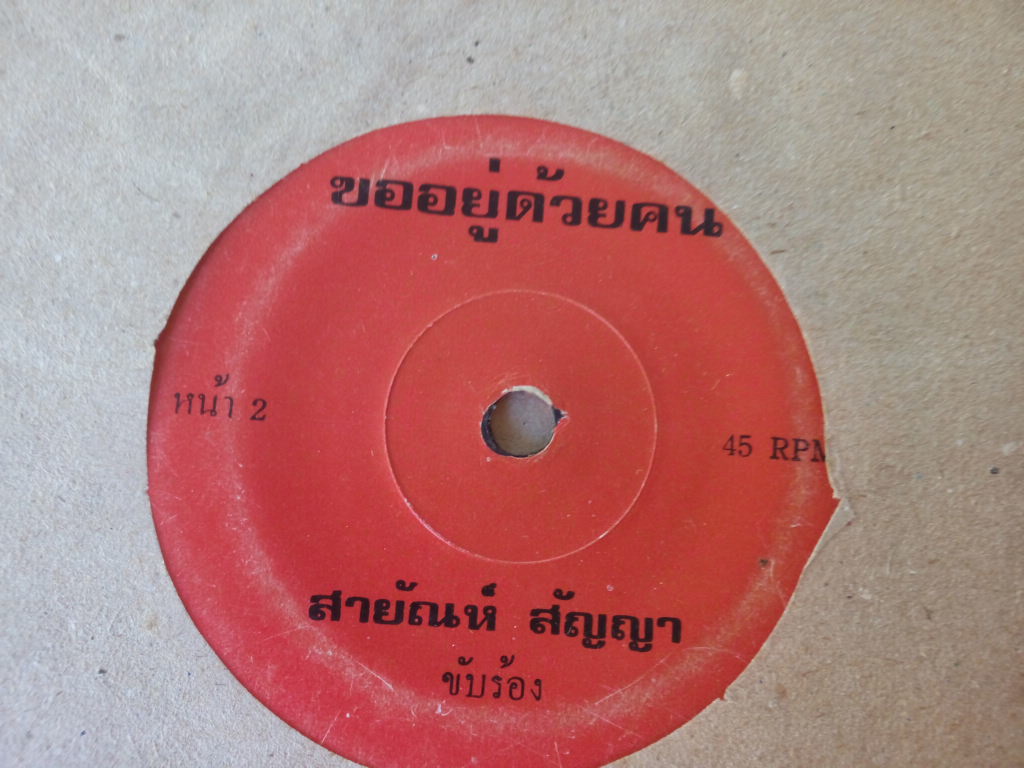 ขออยู่ด้วยคน
หน้า 2
45 RPM
สายัณห์ สัญญา
ขับร้อง